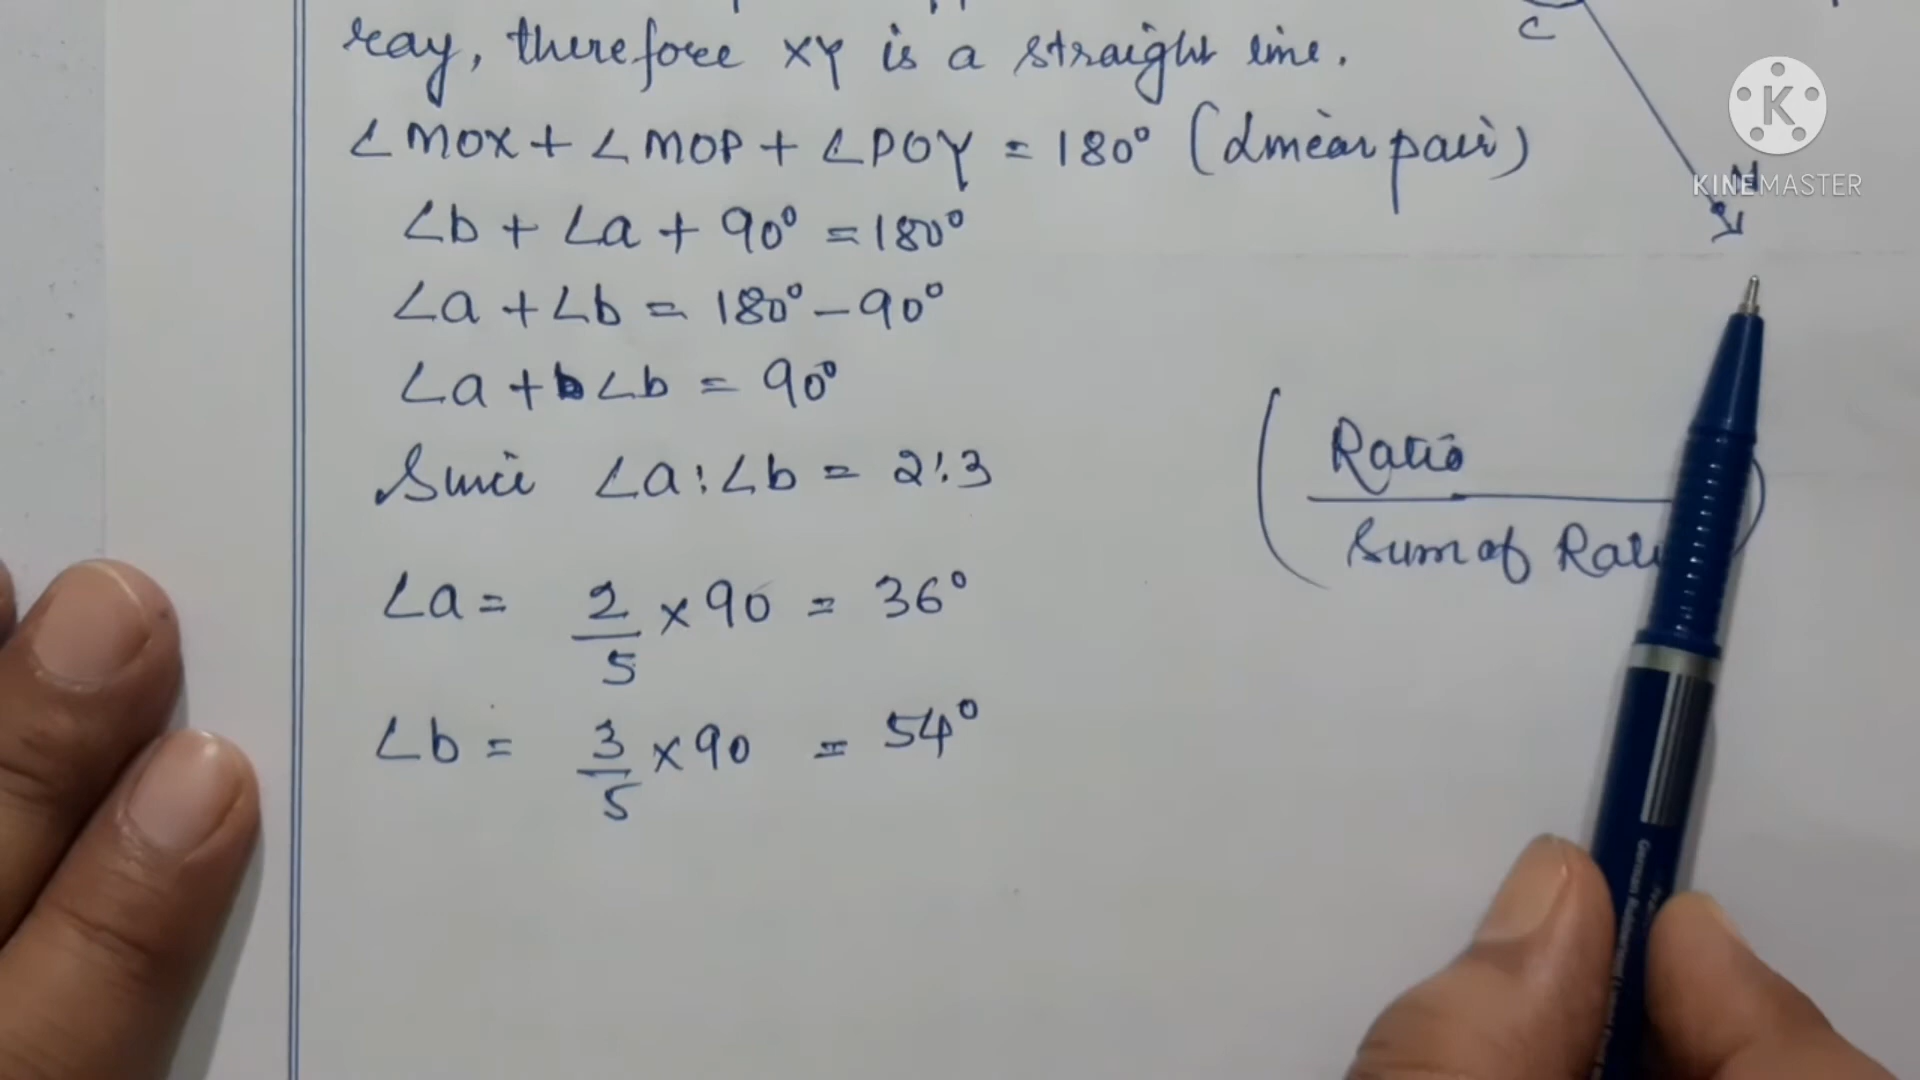 ray, therefore XY is a straight line.
C
∠MOX + ∠MOP + ∠POY = 180° (Linear pair)
K
KINEMASTER
N
∠b + ∠a + 90° = 180°
∠a + ∠b = 180° - 90°
∠a + ∠b = 90°
Since ∠a : ∠b = 2:3
Ratio
Sum of
∠a = 2/5 × 90 = 36°
∠b = 3/5 × 90 = 54°